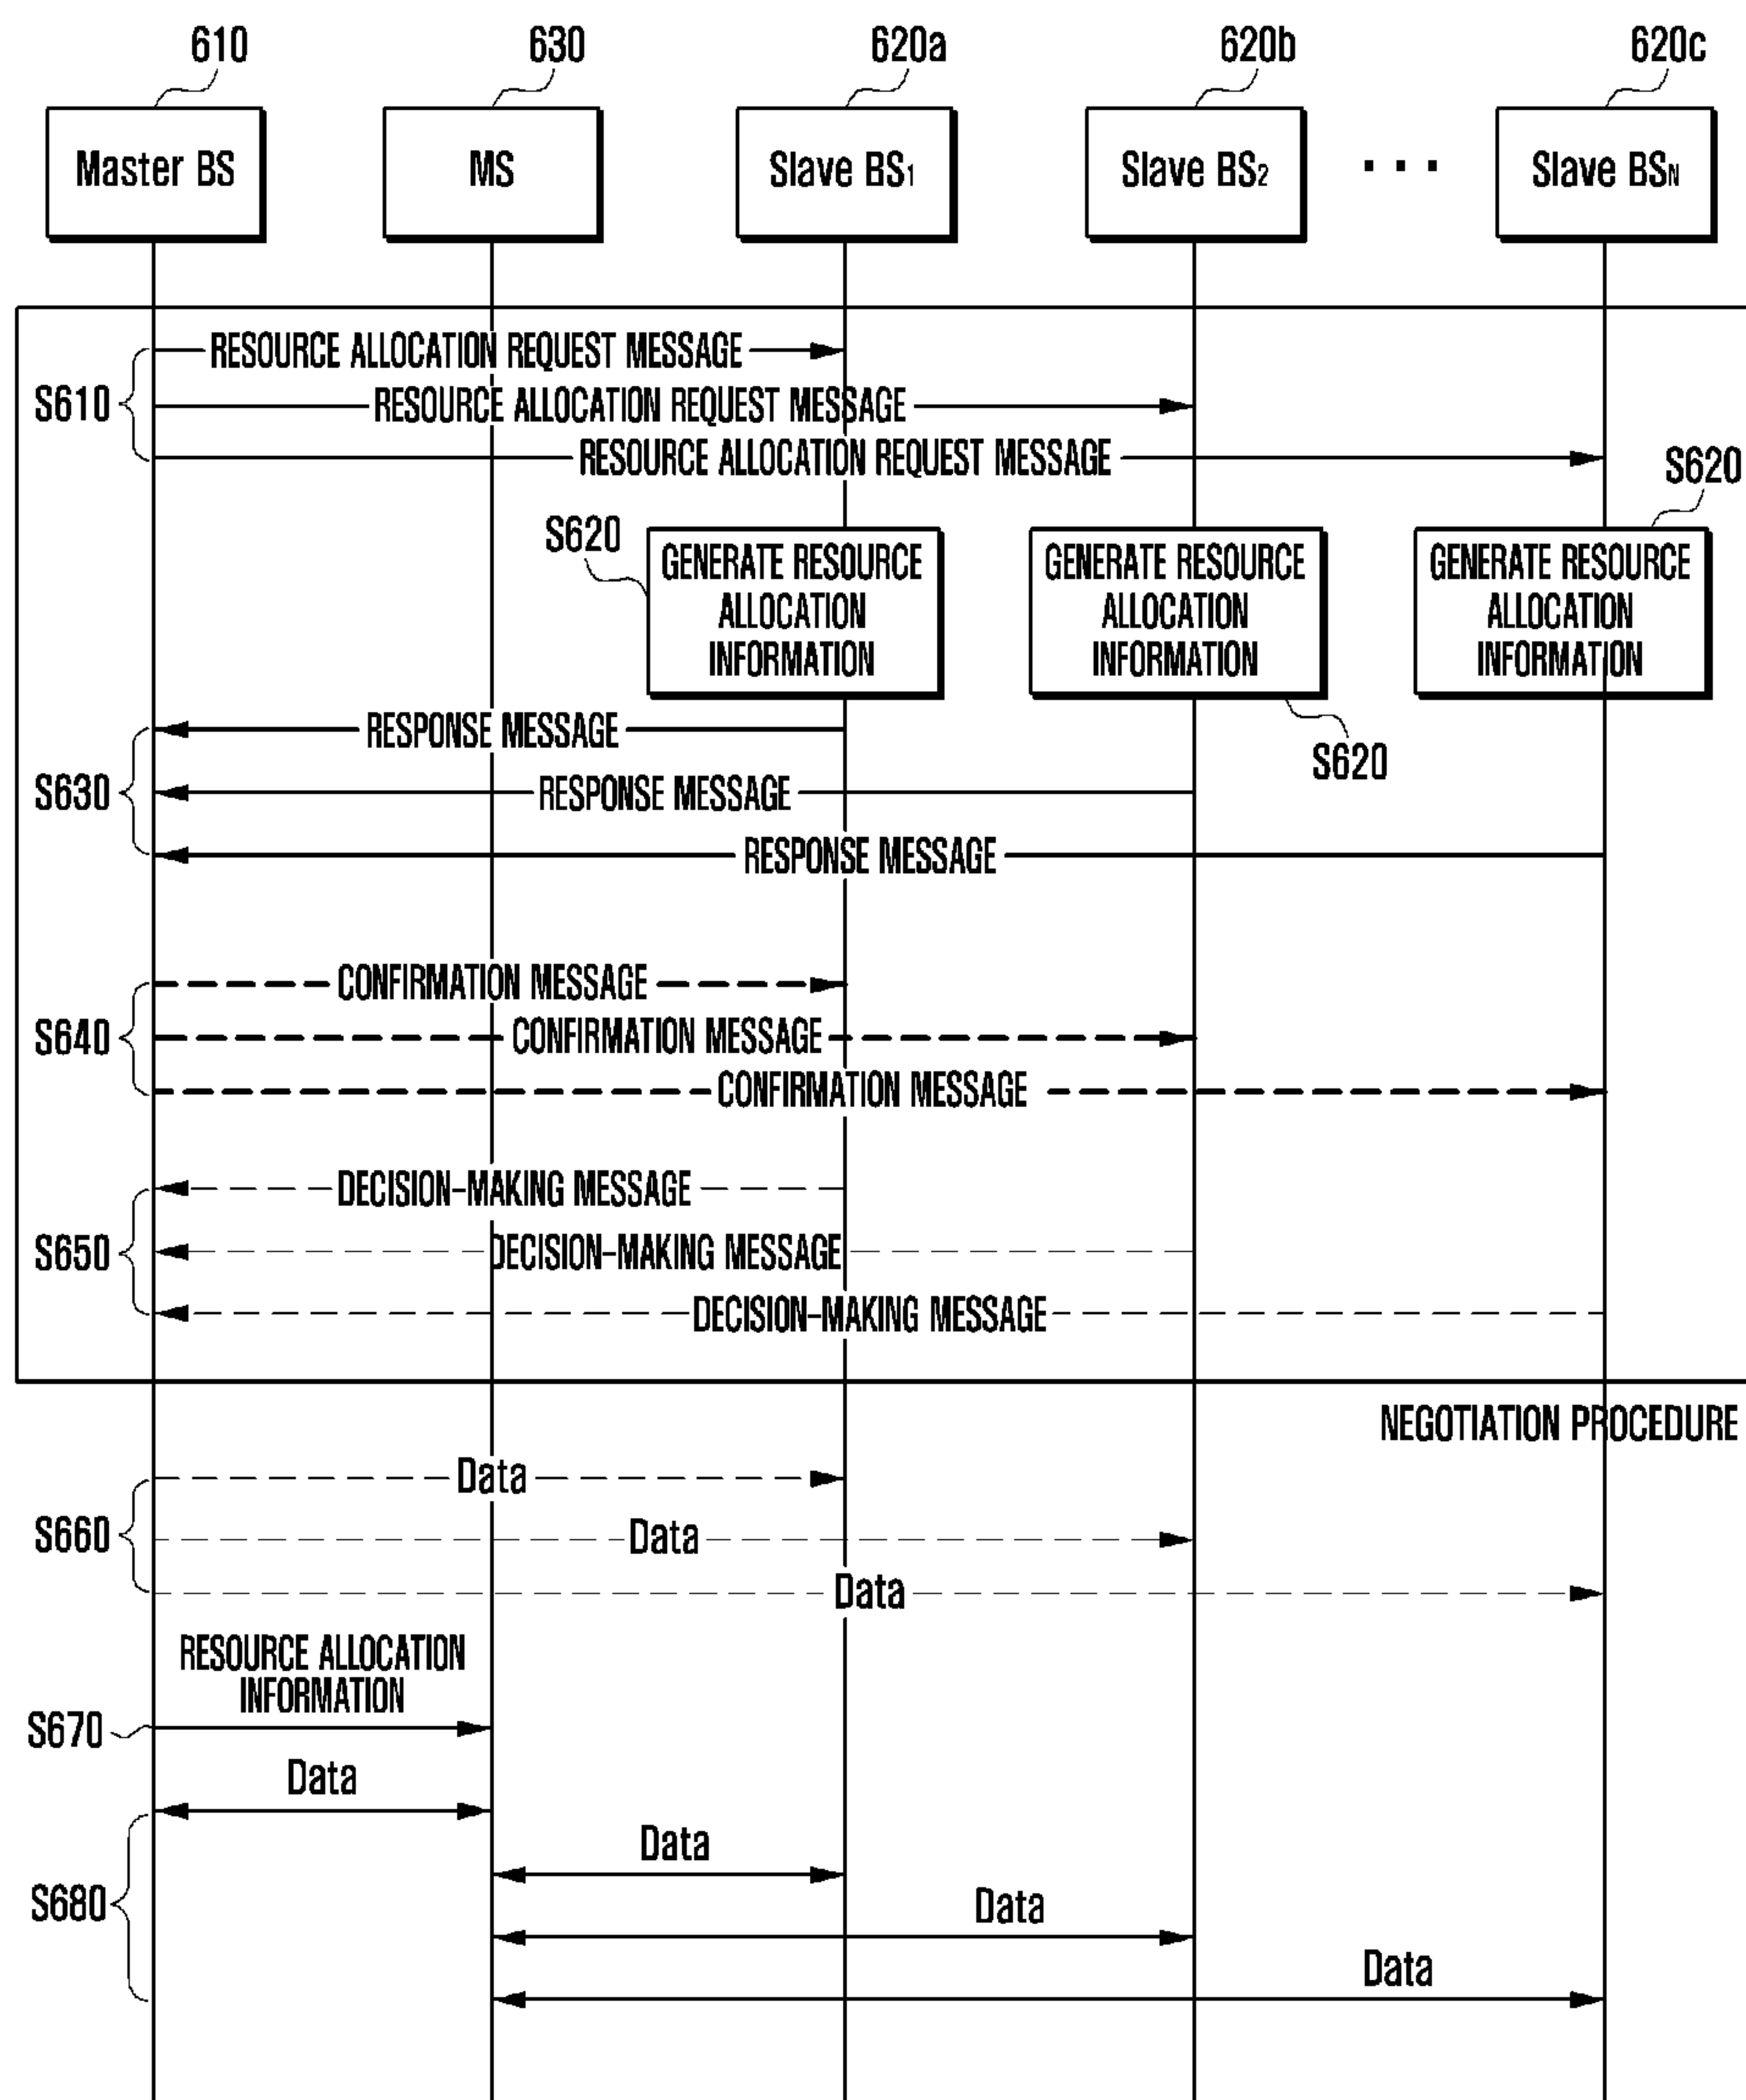 610
630
620a
620b
620c
Master BS
MS
Slave BS1
Slave BS2
. . .
Slave BSN
RESOURCE ALLOCATION REQUEST MESSAGE
S610
RESOURCE ALLOCATION REQUEST MESSAGE
RESOURCE ALLOCATION REQUEST MESSAGE
S620
S620
GENERATE RESOURCE
ALLOCATION
INFORMATION
GENERATE RESOURCE
ALLOCATION
INFORMATION
GENERATE RESOURCE
ALLOCATION
INFORMATION
S620
RESPONSE MESSAGE
S630
RESPONSE MESSAGE
RESPONSE MESSAGE
CONFIRMATION MESSAGE
S640
CONFIRMATION MESSAGE
CONFIRMATION MESSAGE
DECISION-MAKING MESSAGE
S650
DECISION-MAKING MESSAGE
DECISION-MAKING MESSAGE
NEGOTIATION PROCEDURE
Data
S660
Data
Data
RESOURCE ALLOCATION
INFORMATION
S670
Data
Data
S680
Data
Data